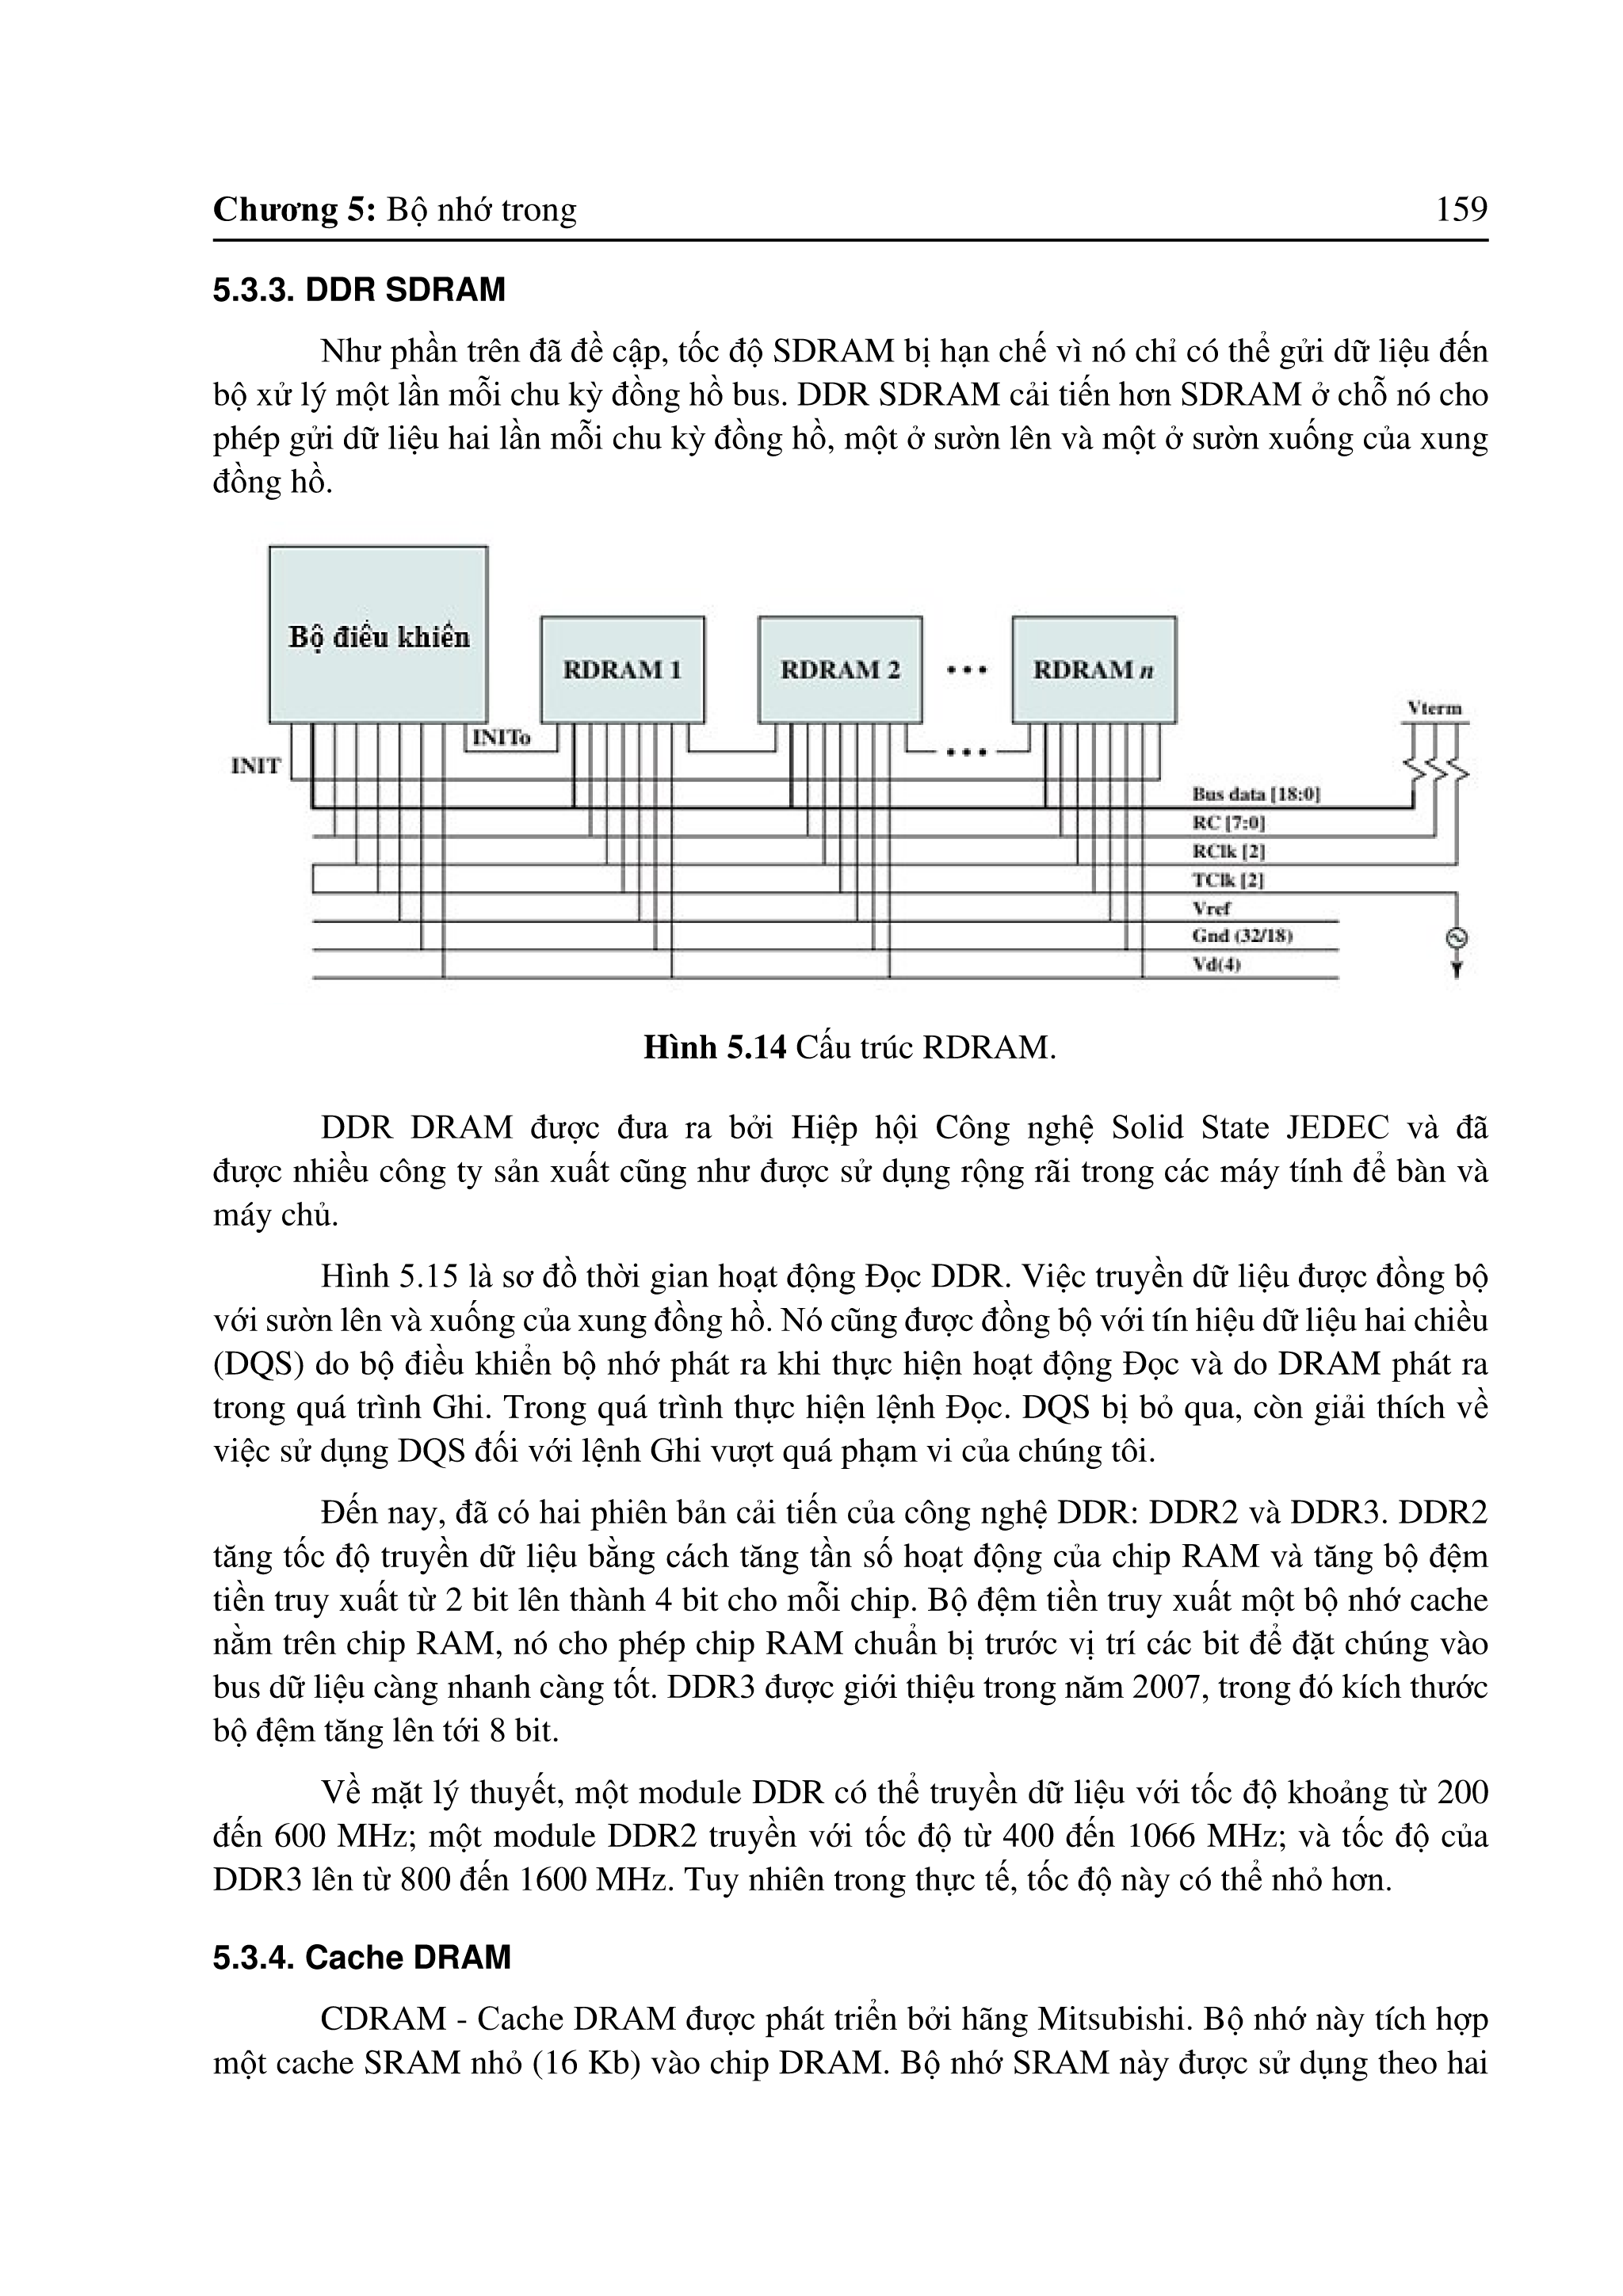 Chương 5: Bộ nhớ trong 159
5.3.3. DDR SDRAM
Như phần trên đã đề cập, tốc độ SDRAM bị hạn chế vì nó chỉ có thể gửi dữ liệu đến
bộ xử lý một lần mỗi chu kỳ đồng hồ bus. DDR SDRAM cải tiến hơn SDRAM ở chỗ nó cho
phép gửi dữ liệu hai lần mỗi chu kỳ đồng hồ, một ở sườn lên và một ở sườn xuống của xung
đồng hồ.
Bộ điều khiển
RDRAM 1
RDRAM 2
• • •
RDRAM n
Vterm
INITo
• • •
INIT
Bus data [18:0]
RC [7:0]
RClk [2]
TClk [2]
Vref
Gnd (32/18)
Vd(4)
Hình 5.14 Cấu trúc RDRAM.
DDR DRAM được đưa ra bởi Hiệp hội Công nghệ Solid State JEDEC và đã
được nhiều công ty sản xuất cũng như được sử dụng rộng rãi trong các máy tính để bàn và
máy chủ.
Hình 5.15 là sơ đồ thời gian hoạt động Đọc DDR. Việc truyền dữ liệu được đồng bộ
với sườn lên và xuống của xung đồng hồ. Nó cũng được đồng bộ với tín hiệu dữ liệu hai chiều
(DQS) do bộ điều khiển bộ nhớ phát ra khi thực hiện hoạt động Đọc và do DRAM phát ra
trong quá trình Ghi. Trong quá trình thực hiện lệnh Đọc. DQS bị bỏ qua, còn giải thích về
việc sử dụng DQS đối với lệnh Ghi vượt quá phạm vi của chúng tôi.
Đến nay, đã có hai phiên bản cải tiến của công nghệ DDR: DDR2 và DDR3. DDR2
tăng tốc độ truyền dữ liệu bằng cách tăng tần số hoạt động của chip RAM và tăng bộ đệm
tiền truy xuất từ 2 bit lên thành 4 bit cho mỗi chip. Bộ đệm tiền truy xuất một bộ nhớ cache
nằm trên chip RAM, nó cho phép chip RAM chuẩn bị trước vị trí các bit để đặt chúng vào
bus dữ liệu càng nhanh càng tốt. DDR3 được giới thiệu trong năm 2007, trong đó kích thước
bộ đệm tăng lên tới 8 bit.
Về mặt lý thuyết, một module DDR có thể truyền dữ liệu với tốc độ khoảng từ 200
đến 600 MHz; một module DDR2 truyền với tốc độ từ 400 đến 1066 MHz; và tốc độ của
DDR3 lên từ 800 đến 1600 MHz. Tuy nhiên trong thực tế, tốc độ này có thể nhỏ hơn.
5.3.4. Cache DRAM
CDRAM - Cache DRAM được phát triển bởi hãng Mitsubishi. Bộ nhớ này tích hợp
một cache SRAM nhỏ (16 Kb) vào chip DRAM. Bộ nhớ SRAM này được sử dụng theo hai